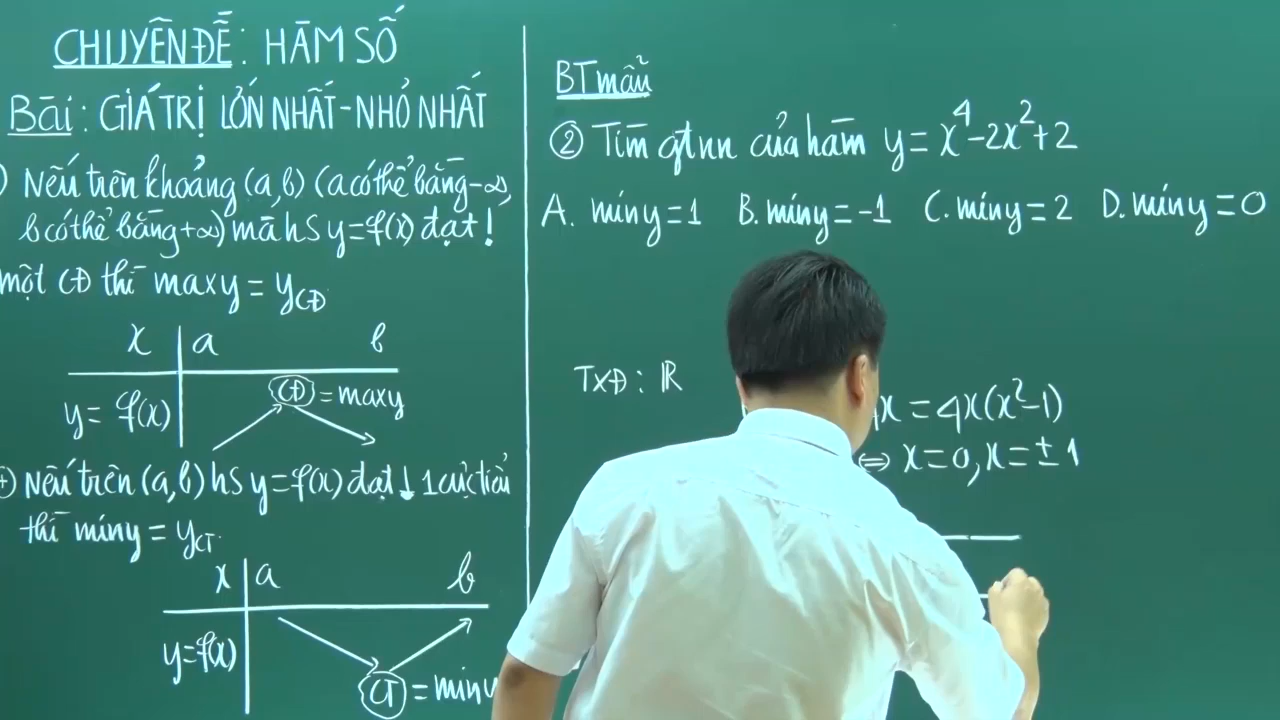 CHUYÊN ĐỀ: HÀM SỐ
Bài: GIÁ TRỊ LỚN NHẤT - NHỎ NHẤT
) Nếu trên khoảng (a,b) (a có thể bằng -∞,
b có thể bằng +∞) mà hs y=f(x) đạt !
một CĐ thì max y = yCĐ
x a b
y= f(x) CĐ = max y
+) Nếu trên (a,b) hs y=f(x) đạt ! 1 cực tiểu
thì min y = yCT.
x a b
y=f(x)
CT = min y
BT mẫu
② Tìm gtnn của hàm y = x⁴-2x²+2
A. min y = 1 B. min y = -1 C. min y = 2 D. min y = 0
TXĐ: ℝ
4x = 4x(x²-1)
⇔ x=0, x=±1